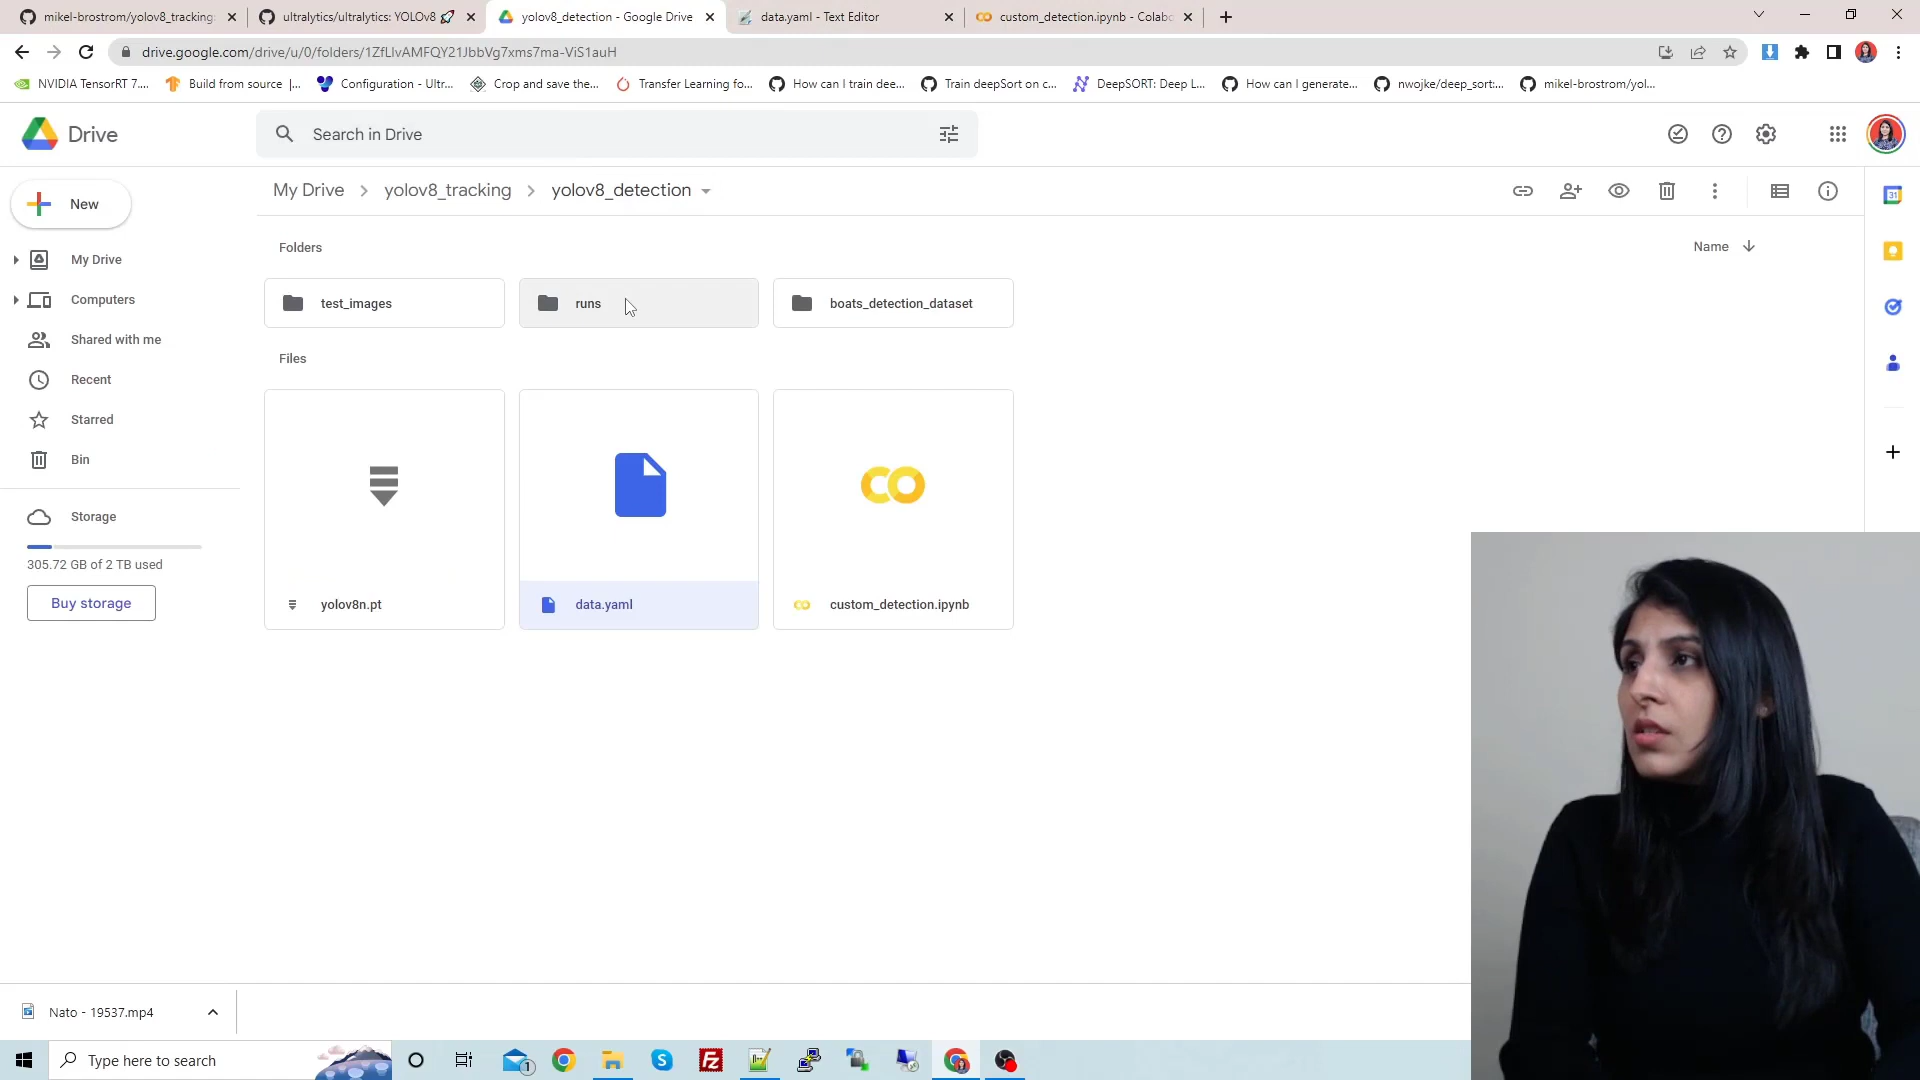 mikel-brostrom/yolov8_tracking:
ultralytics/ultralytics: YOLOv8 🚀
yolov8_detection - Google Drive
data.yaml - Text Editor
custom_detection.ipynb - Colabo
drive.google.com/drive/u/0/folders/1ZfLlvAMFQY21JbbVg7xms7ma-ViS1auH
NVIDIA TensorRT 7....
Build from source |...
Configuration - Ultr...
Crop and save the...
Transfer Learning fo...
How can I train dee...
Train deepSort on c...
DeepSORT: Deep L...
How can I generate...
nwojke/deep_sort:...
mikel-brostrom/yol...
Drive
Search in Drive
New
My Drive
yolov8_tracking
yolov8_detection
31
My Drive
Computers
Shared with me
Recent
Starred
Bin
Storage
305.72 GB of 2 TB used
Buy storage
Folders
Name
test_images
runs
boats_detection_dataset
Files
yolov8n.pt
data.yaml
custom_detection.ipynb
Nato - 19537.mp4
Type here to search
1